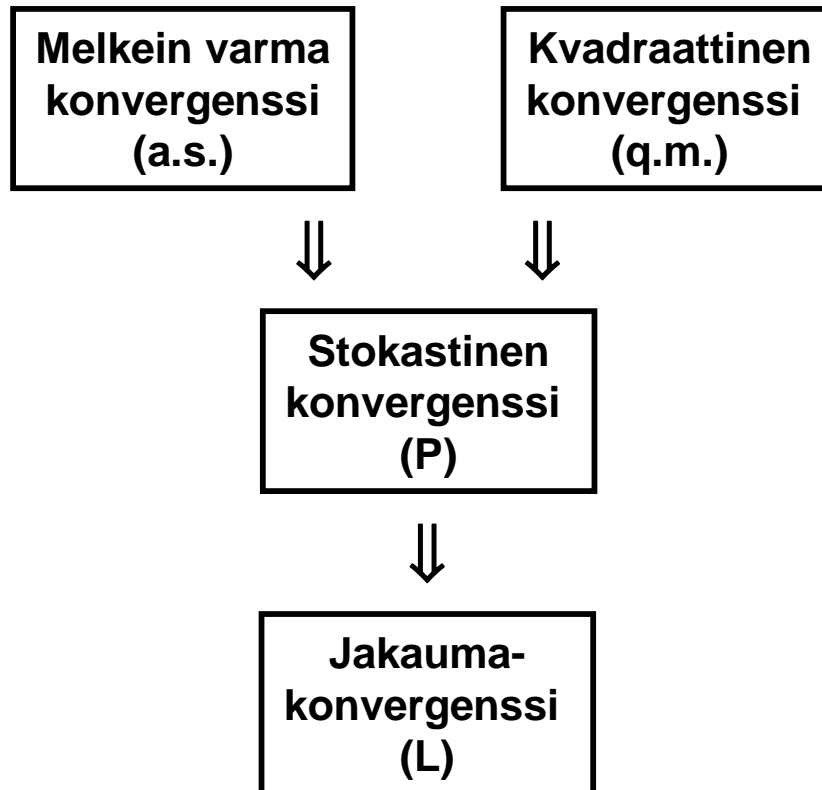 Melkein varma
konvergenssi
(a.s.)
Kvadraattinen
konvergenssi
(q.m.)
⇓ ⇓
Stokastinen
konvergenssi
(P)
⇓
Jakauma-
konvergenssi
(L)